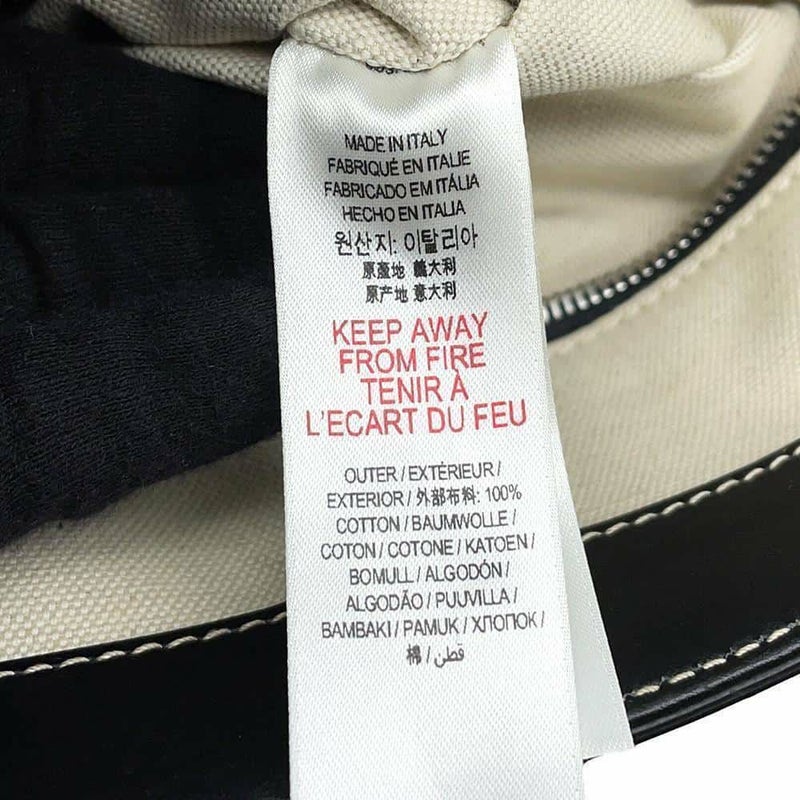 MADE IN ITALY
FABRIQUÉ EN ITALIE
FABRICADO EM ITÁLIA
HECHO EN ITALIA
원산지: 이탈리아
原產地 義大利
原产地 意大利
KEEP AWAY
FROM FIRE
TENIR À
L'ECART DU FEU
OUTER / EXTÉRIEUR /
EXTERIOR / 外部布料: 100%
COTTON / BAUMWOLLE /
COTON / COTONE / KATOEN /
BOMULL / ALGODÓN /
ALGODÃO / PUUVILLA /
BAMBAKI / PAMUK / ХЛОПОК /
棉 / قطن